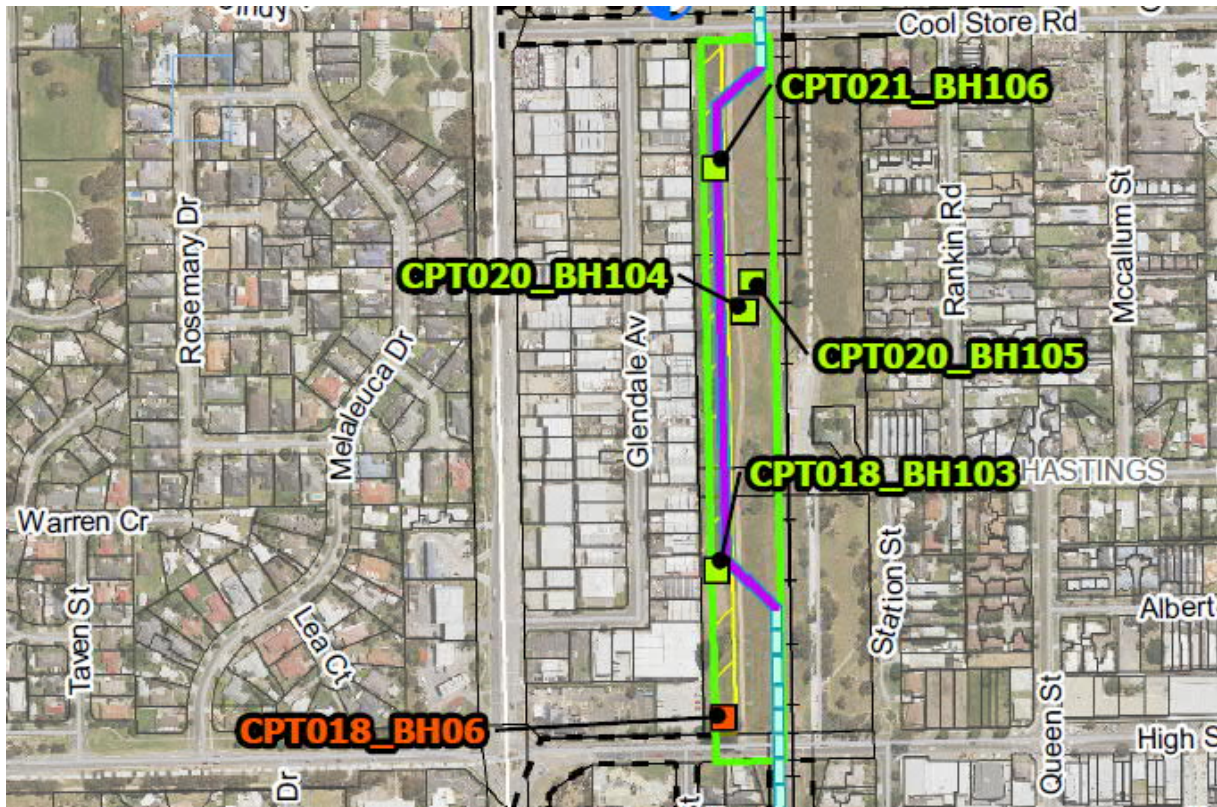 Cindy
Cool Store Rd
CPT021_BH106
Rosemary Dr
Rankin Rd
Mccallum St
CPT020_BH104
CPT020_BH105
Glendale Av
Melaleuca Dr
CPT018_BH103
HASTINGS
Warren Cr
Station St
Taven St
Lea Ct
Albert
CPT018_BH06
Queen St
High S
Dr
st